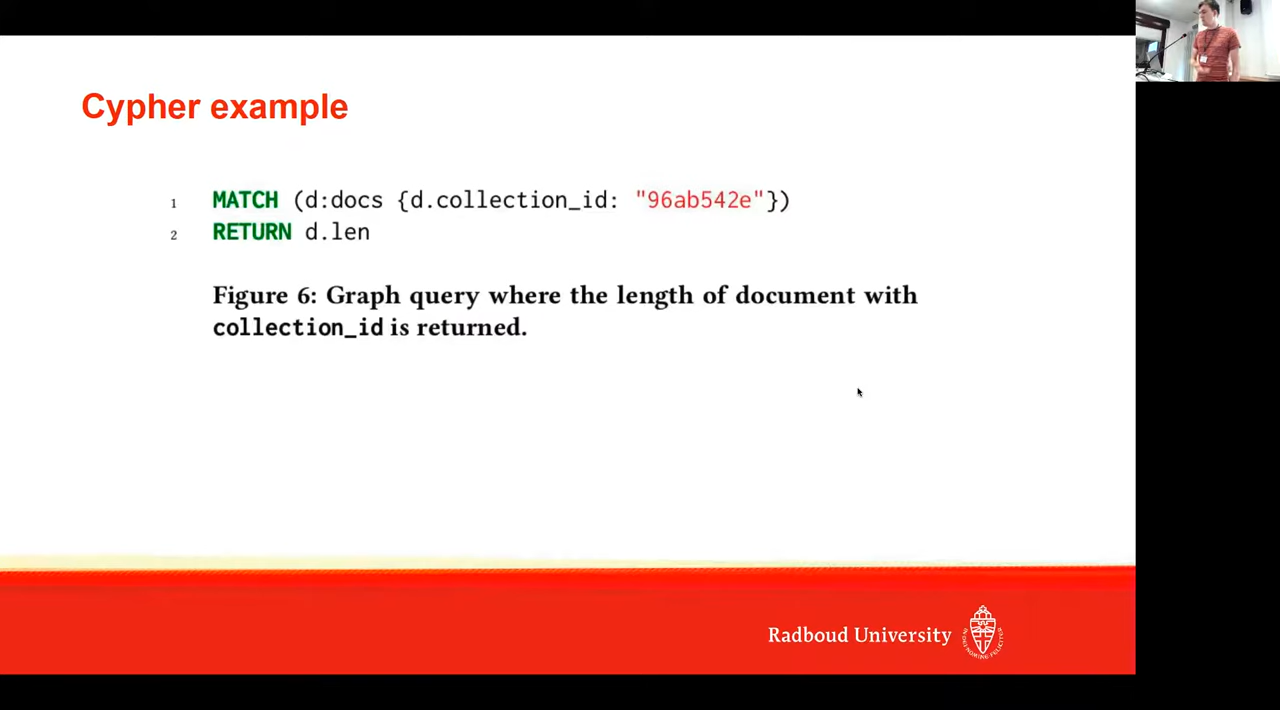 Cypher example
1 MATCH (d:docs {d.collection_id: "96ab542e"})
2 RETURN d.len
Figure 6: Graph query where the length of document with
collection_id is returned.
Radboud University